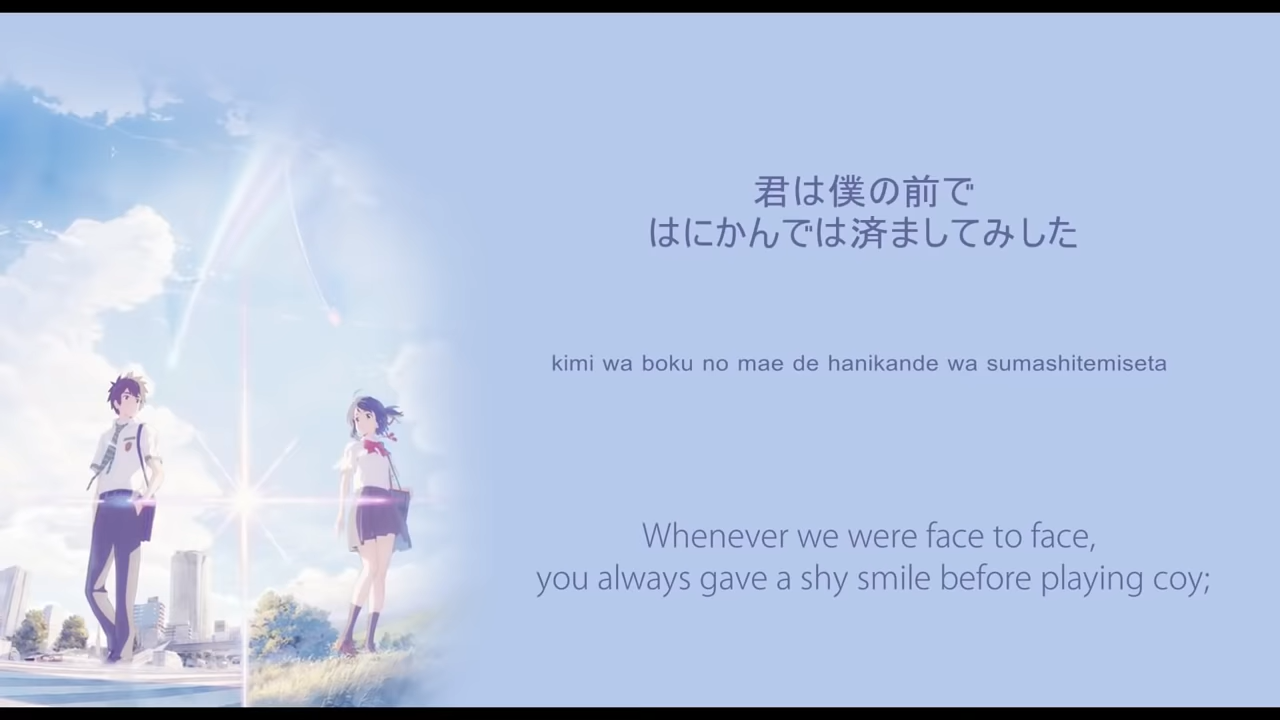 君は僕の前で
はにかんでは済ましてみした
kimi wa boku no mae de hanikande wa sumashitemiseta
Whenever we were face to face,
you always gave a shy smile before playing coy;